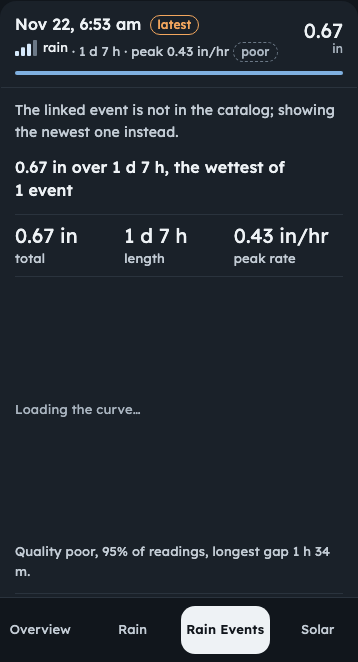 Nov 22, 6:53 am latest 0.67
rain · 1 d 7 h · peak 0.43 in/hr poor in
The linked event is not in the catalog; showing
the newest one instead.
0.67 in over 1 d 7 h, the wettest of
1 event
0.67 in 1 d 7 h 0.43 in/hr
total length peak rate
Loading the curve…
Quality poor, 95% of readings, longest gap 1 h 34
m.
Overview Rain Rain Events Solar